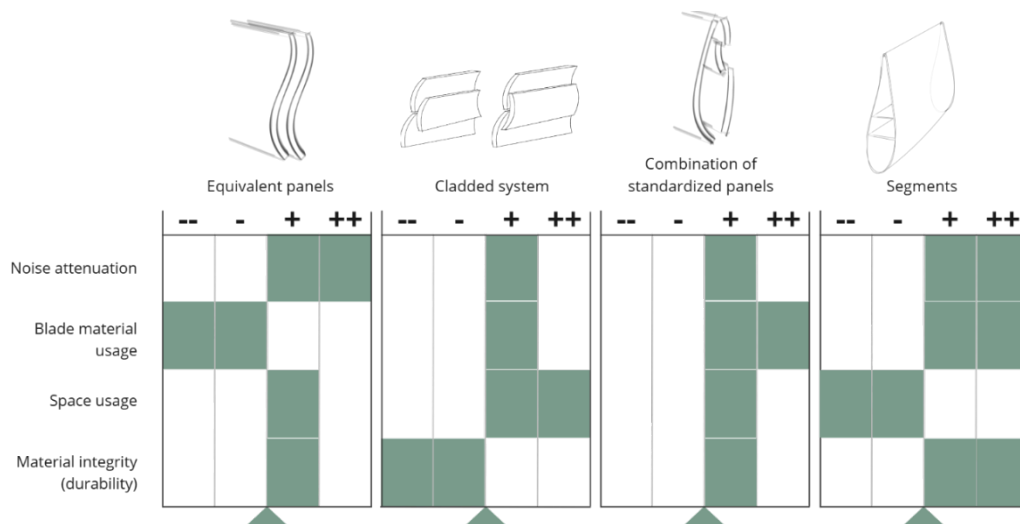 Equivalent panels
Cladded system
Combination of
standardized panels
Segments
-- - + ++ -- - + ++ -- - + ++ -- - + ++
Noise attenuation
Blade material
usage
Space usage
Material integrity
(durability)